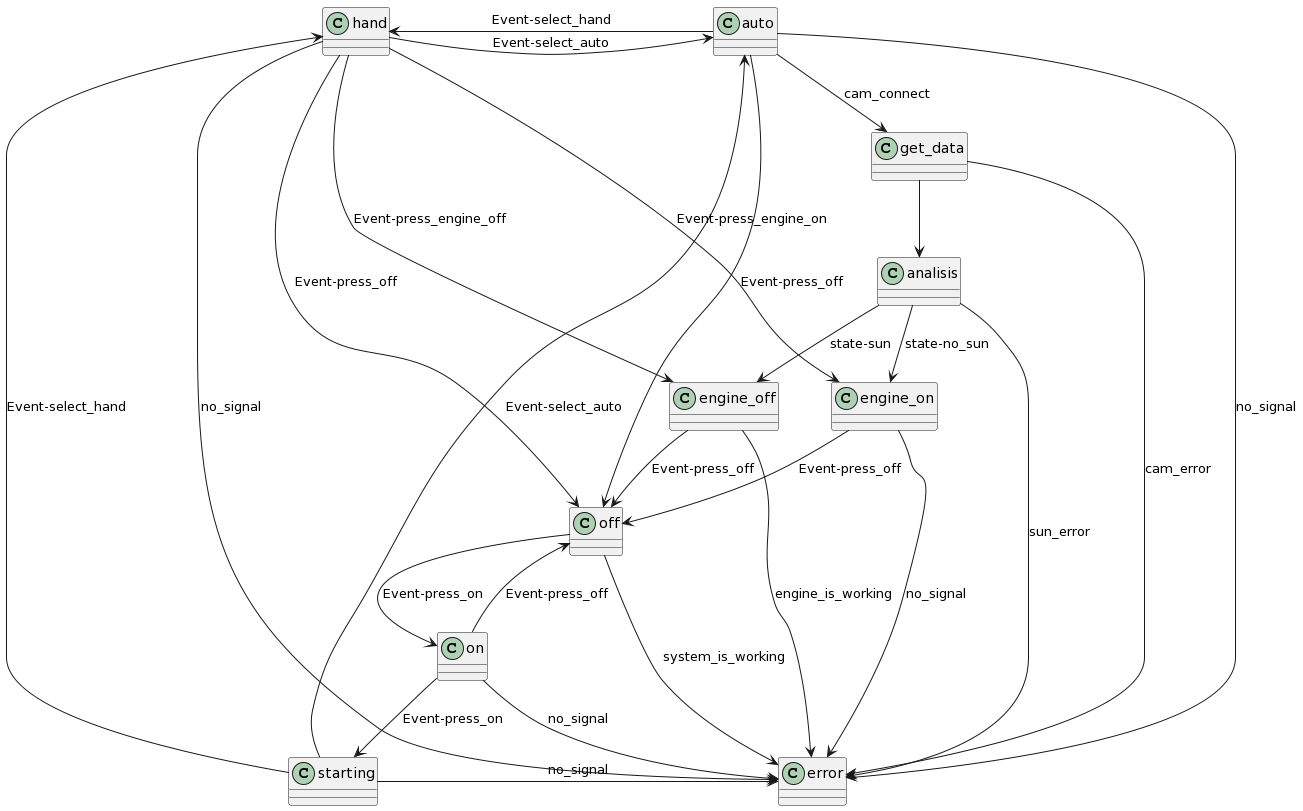 C hand
Event-select_hand
C auto
Event-select_auto
cam_connect
C get_data
Event-press_engine_off
Event-press_engine_on
C analisis
Event-press_off
Event-press_off
state-sun
state-no_sun
C engine_off
C engine_on
Event-select_hand
no_signal
Event-select_auto
no_signal
Event-press_off
Event-press_off
cam_error
C off
sun_error
Event-press_on
Event-press_off
engine_is_working
no_signal
C on
system_is_working
Event-press_on
no_signal
C starting
no_signal
C error